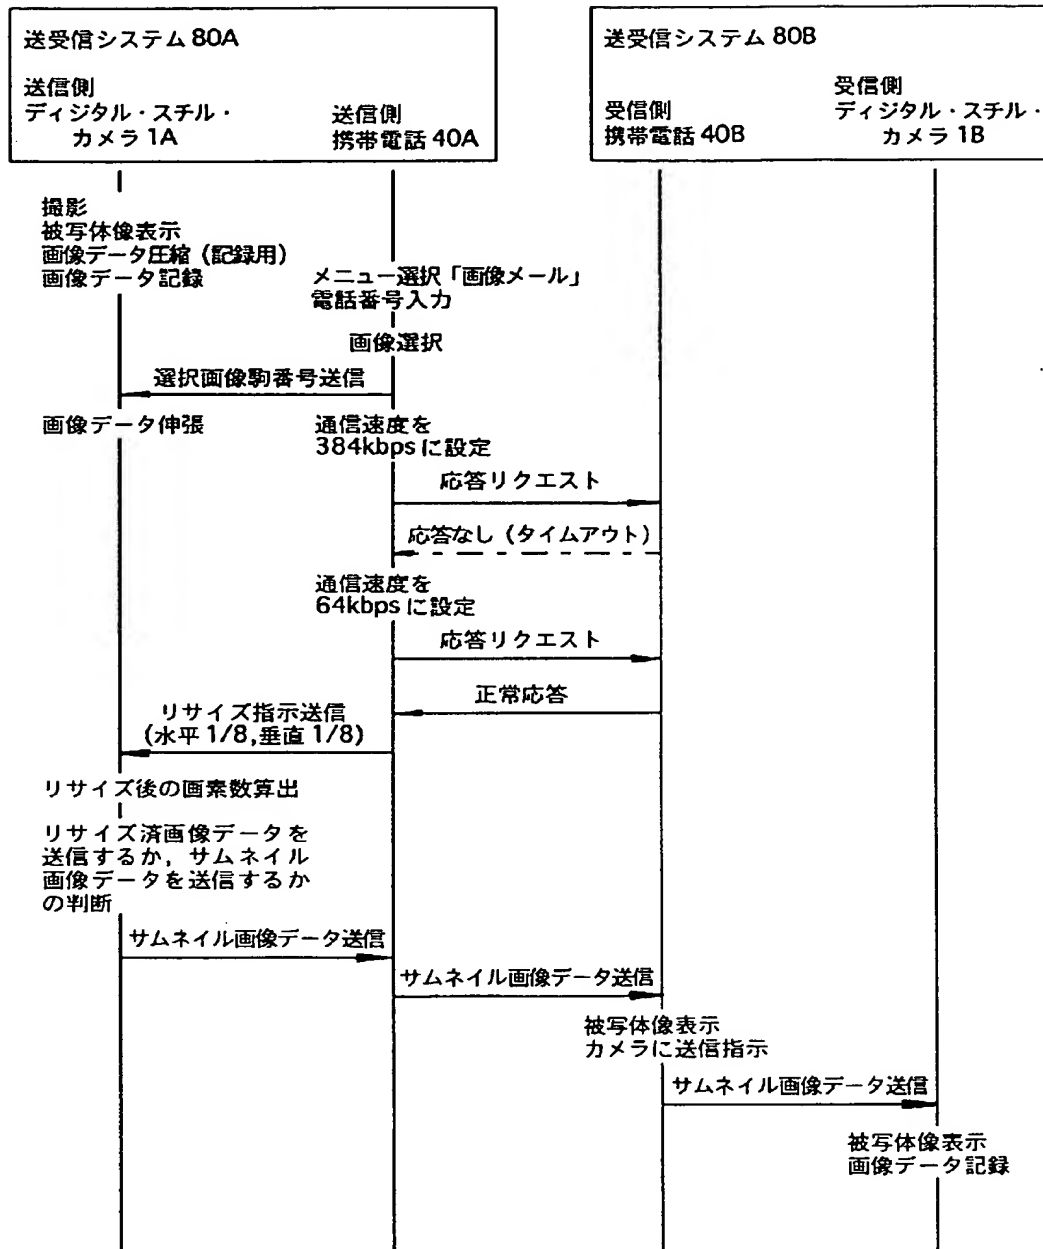 送受信システム 80A
送信側
ディジタル・スチル・
カメラ 1A
送信側
携帯電話 40A
送受信システム 80B
受信側
携帯電話 40B
受信側
ディジタル・スチル・
カメラ 1B
撮影
被写体像表示
画像データ圧縮（記録用）
画像データ記録
メニュー選択「画像メール」
電話番号入力
画像選択
選択画像駒番号送信
画像データ伸張
通信速度を
384kbpsに設定
応答リクエスト
応答なし（タイムアウト）
通信速度を
64kbpsに設定
応答リクエスト
正常応答
リサイズ指示送信
(水平 1/8,垂直 1/8)
リサイズ後の画素数算出
リサイズ済画像データを
送信するか，サムネイル
画像データを送信するか
の判断
サムネイル画像データ送信
サムネイル画像データ送信
被写体像表示
カメラに送信指示
サムネイル画像データ送信
被写体像表示
画像データ記録